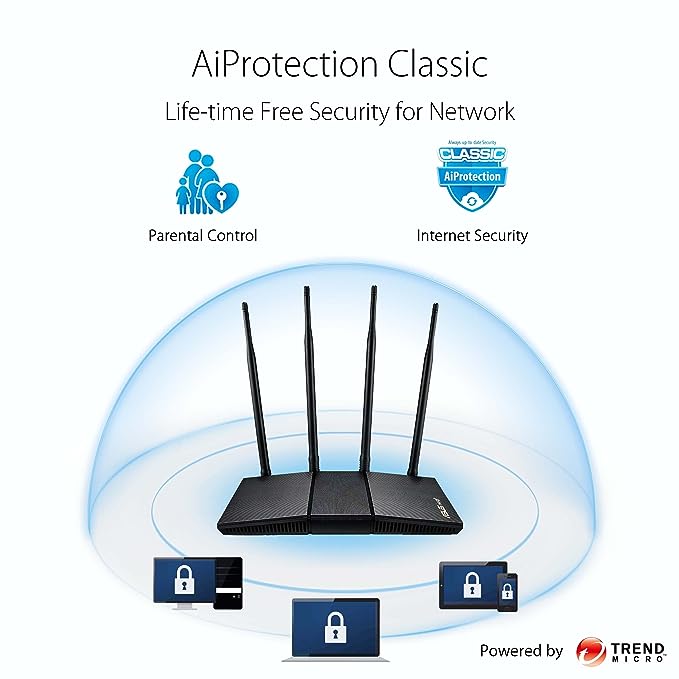 AiProtection Classic
Life-time Free Security for Network
Always up-to-date Security
CLASSIC
AiProtection
Parental Control
Internet Security
Powered by
TREND
MICRO